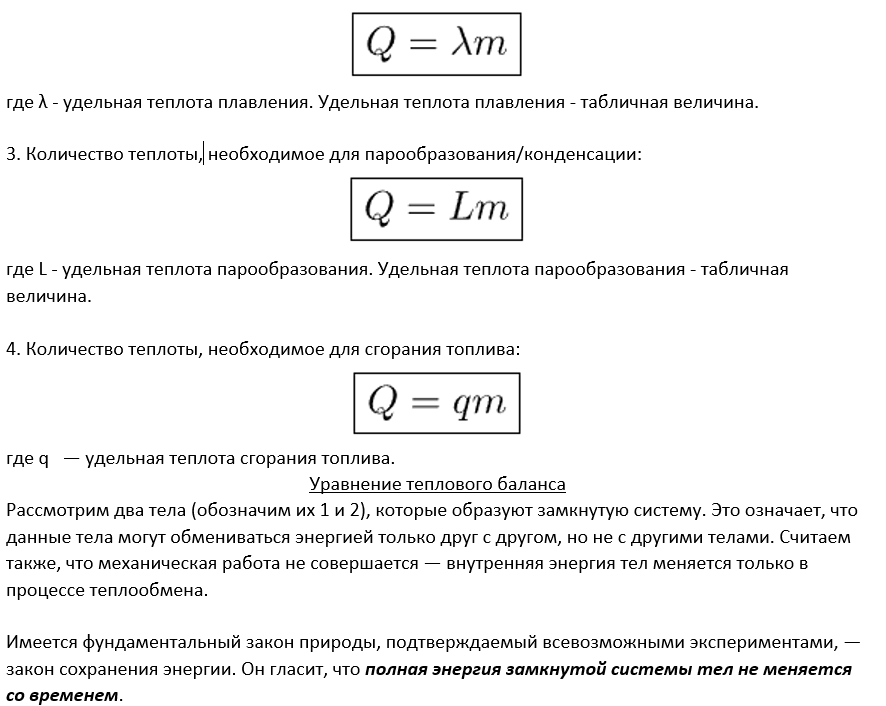 Q = λm
где λ - удельная теплота плавления. Удельная теплота плавления - табличная величина.
3. Количество теплоты, необходимое для парообразования/конденсации:
Q = Lm
где L - удельная теплота парообразования. Удельная теплота парообразования - табличная
величина.
4. Количество теплоты, необходимое для сгорания топлива:
Q = qm
где q — удельная теплота сгорания топлива.
Уравнение теплового баланса
Рассмотрим два тела (обозначим их 1 и 2), которые образуют замкнутую систему. Это означает, что
данные тела могут обмениваться энергией только друг с другом, но не с другими телами. Считаем
также, что механическая работа не совершается — внутренняя энергия тел меняется только в
процессе теплообмена.
Имеется фундаментальный закон природы, подтверждаемый всевозможными экспериментами, —
закон сохранения энергии. Он гласит, что полная энергия замкнутой системы тел не меняется
со временем.